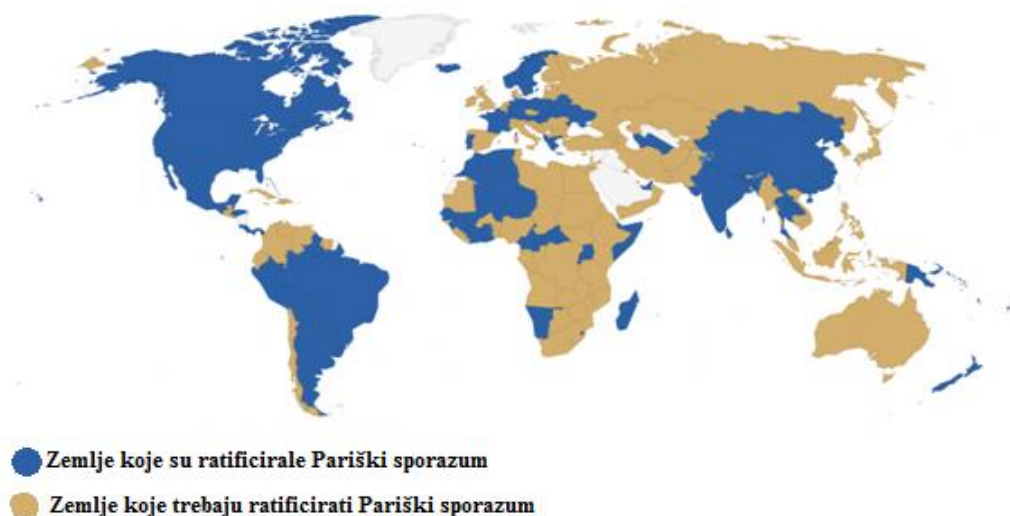 Zemlje koje su ratificirale Pariški sporazum
Zemlje koje trebaju ratificirati Pariški sporazum